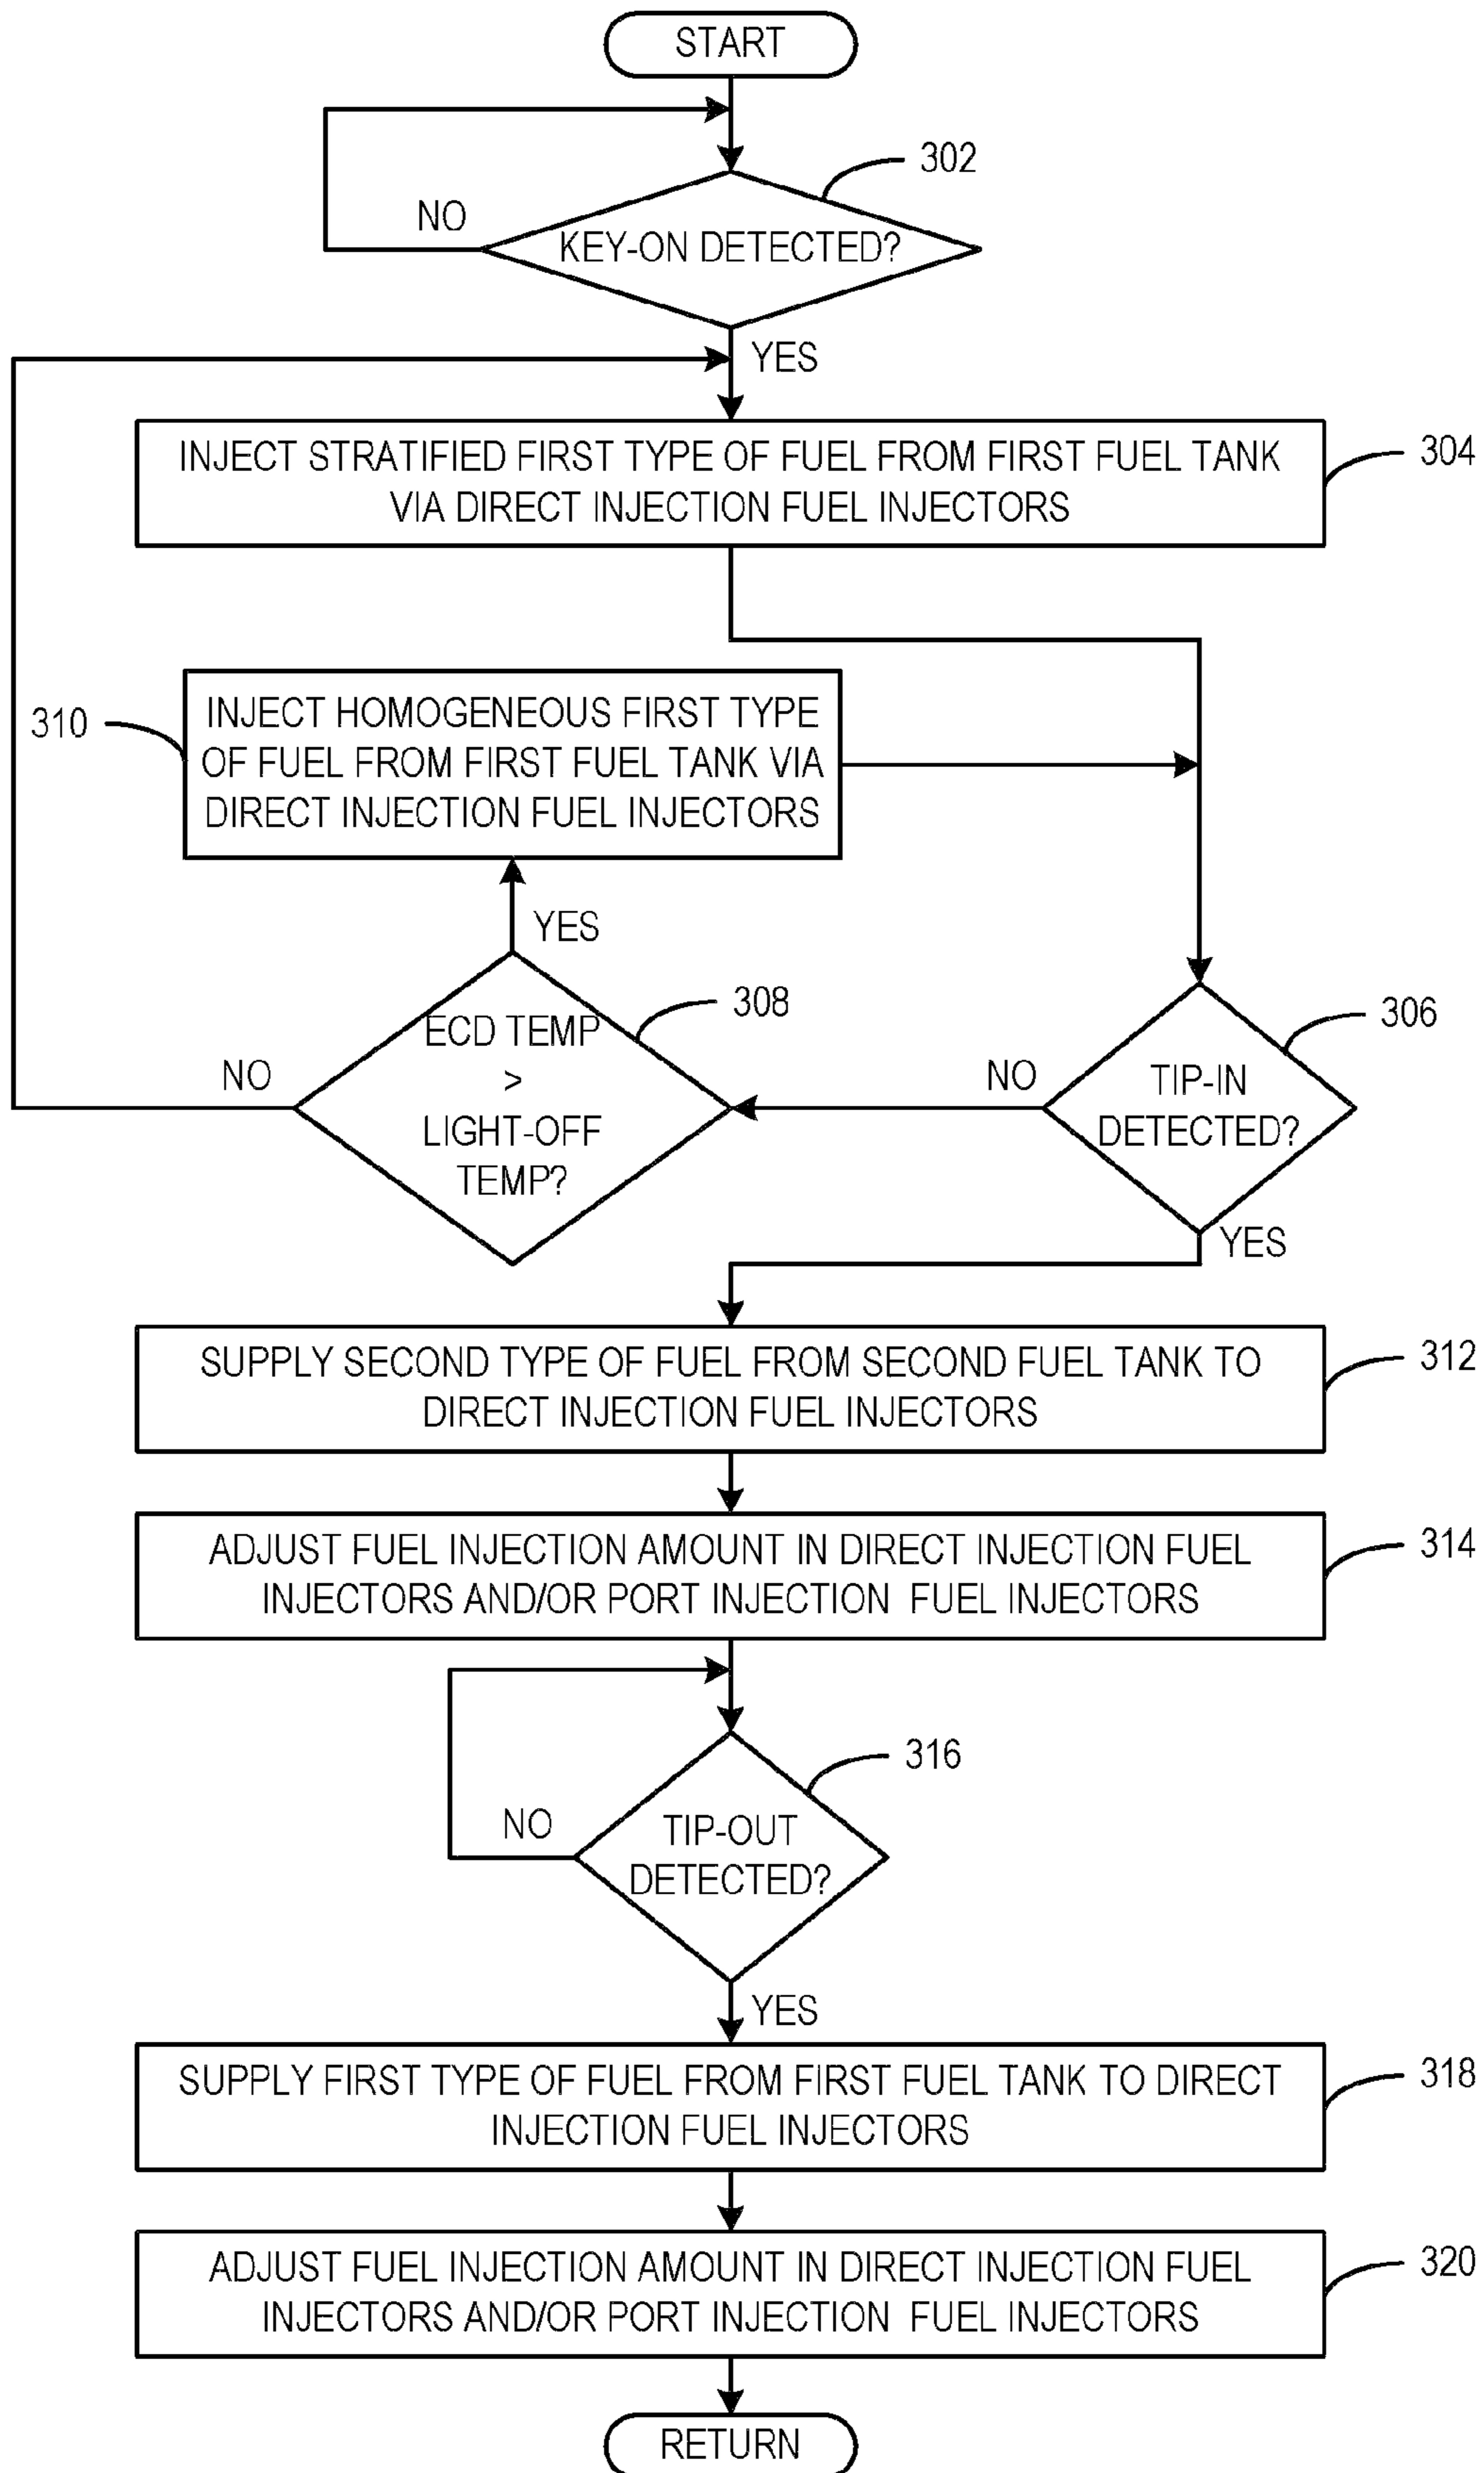 START
302
NO
KEY-ON DETECTED?
YES
INJECT STRATIFIED FIRST TYPE OF FUEL FROM FIRST FUEL TANK
VIA DIRECT INJECTION FUEL INJECTORS
304
310
INJECT HOMOGENEOUS FIRST TYPE
OF FUEL FROM FIRST FUEL TANK VIA
DIRECT INJECTION FUEL INJECTORS
YES
308
ECD TEMP
>
LIGHT-OFF
TEMP?
NO
306
NO
TIP-IN
DETECTED?
YES
SUPPLY SECOND TYPE OF FUEL FROM SECOND FUEL TANK TO
DIRECT INJECTION FUEL INJECTORS
312
ADJUST FUEL INJECTION AMOUNT IN DIRECT INJECTION FUEL
INJECTORS AND/OR PORT INJECTION FUEL INJECTORS
314
316
NO
TIP-OUT
DETECTED?
YES
SUPPLY FIRST TYPE OF FUEL FROM FIRST FUEL TANK TO DIRECT
INJECTION FUEL INJECTORS
318
ADJUST FUEL INJECTION AMOUNT IN DIRECT INJECTION FUEL
INJECTORS AND/OR PORT INJECTION FUEL INJECTORS
320
RETURN